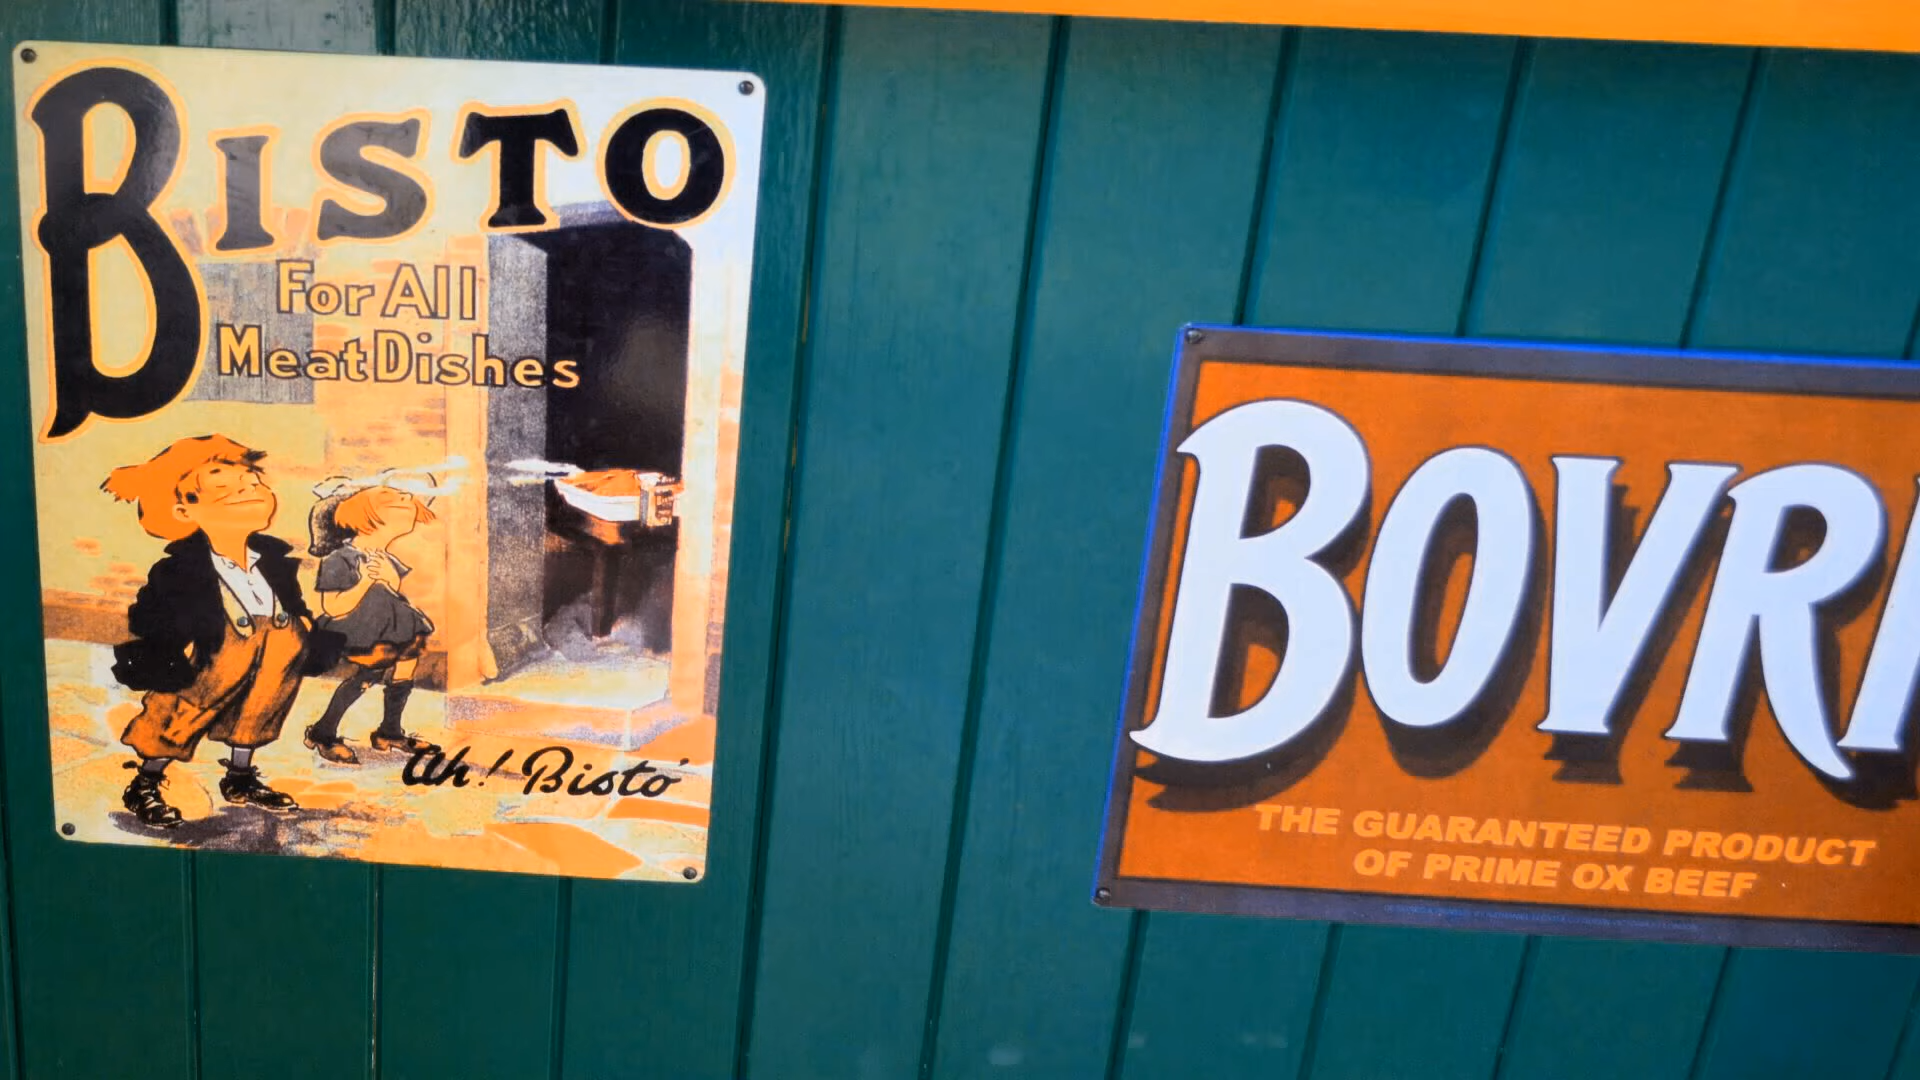 BISTO
For All
Meat Dishes
Ah! Bisto
BOVRI
THE GUARANTEED PRODUCT
OF PRIME OX BEEF